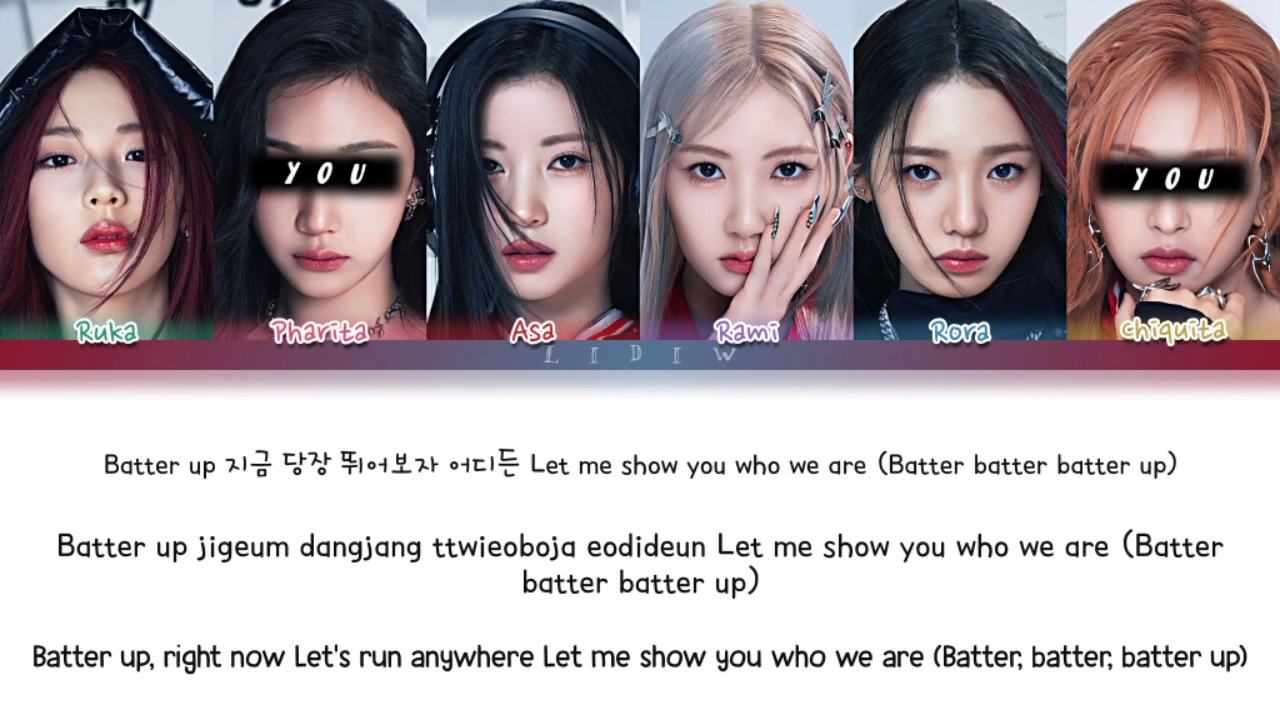 YOU
YOU
Ruka
Pharita
Asa
Rami
Rora
Chiquita
LIDIW
Batter up 지금 당장 뛰어보자 어디든 Let me show you who we are (Batter batter batter up)
Batter up jigeum dangjang ttwieoboja eodideun Let me show you who we are (Batter
batter batter up)
Batter up, right now Let's run anywhere Let me show you who we are (Batter, batter, batter up)